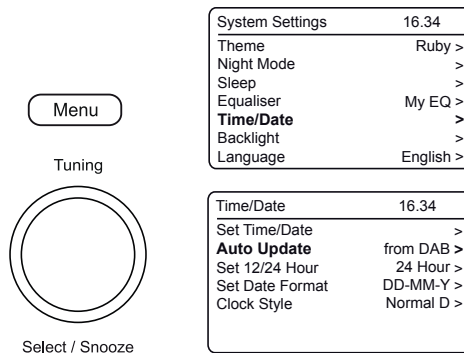 Menu
Tuning
Select / Snooze
System Settings 16.34
Theme Ruby >
Night Mode >
Sleep >
Equaliser My EQ >
Time/Date >
Backlight >
Language English >
Time/Date 16.34
Set Time/Date >
Auto Update from DAB >
Set 12/24 Hour 24 Hour >
Set Date Format DD-MM-Y >
Clock Style Normal D >